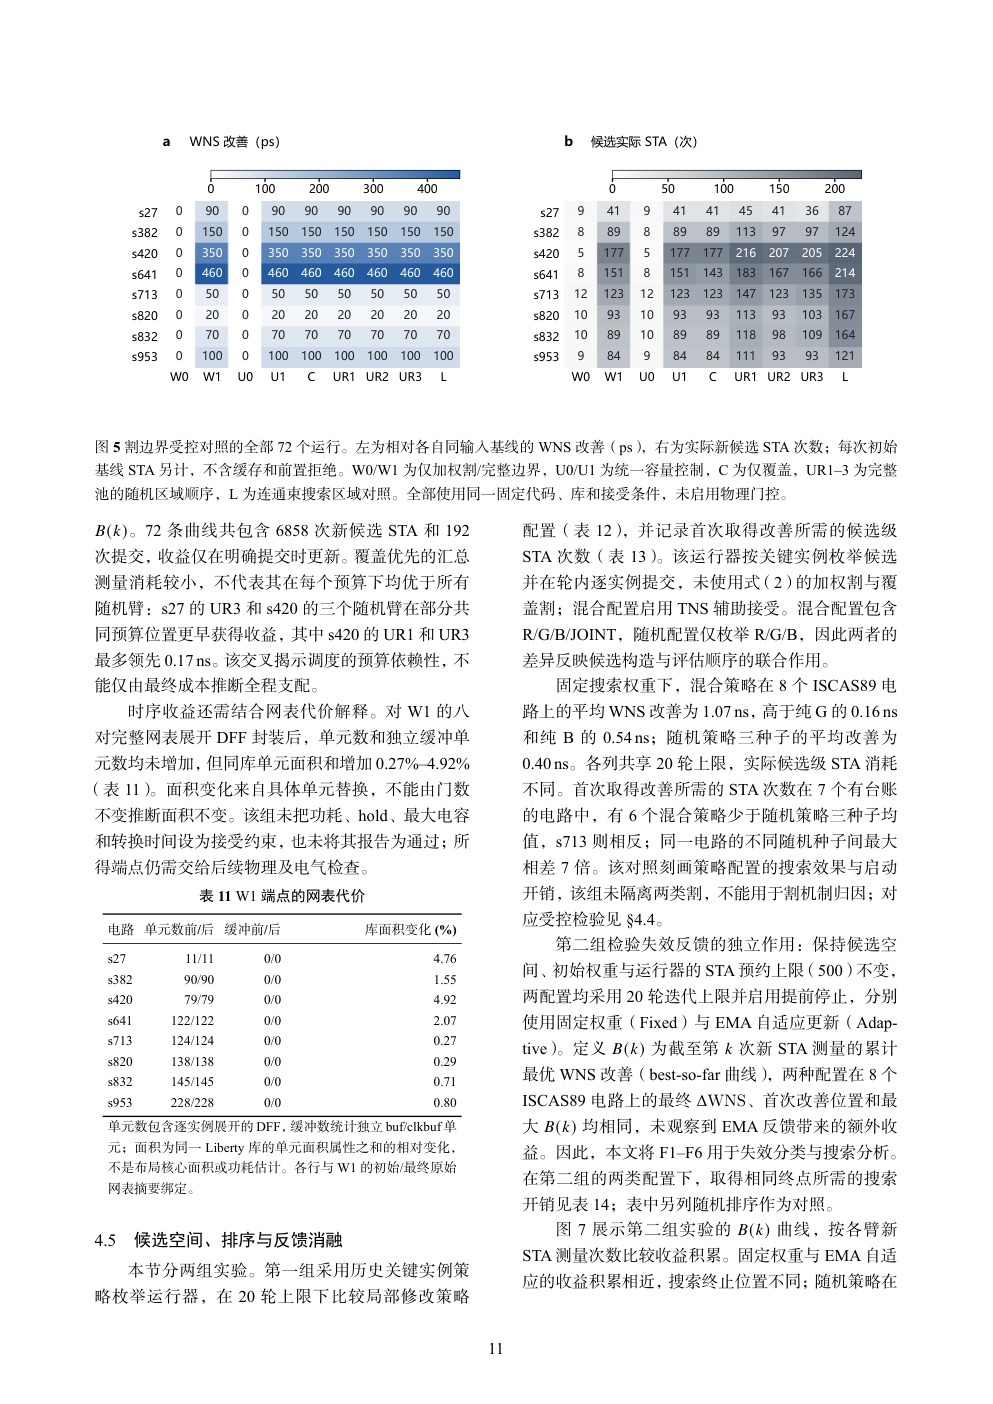 a WNS 改善（ps）
0 100 200 300 400
s27 0 90 0 90 90 90 90 90 90
s382 0 150 0 150 150 150 150 150 150
s420 0 350 0 350 350 350 350 350 350
s641 0 460 0 460 460 460 460 460 460
s713 0 50 0 50 50 50 50 50 50
s820 0 20 0 20 20 20 20 20 20
s832 0 70 0 70 70 70 70 70 70
s953 0 100 0 100 100 100 100 100 100
W0 W1 U0 U1 C UR1 UR2 UR3 L
b 候选实际 STA（次）
0 50 100 150 200
s27 9 41 9 41 41 45 41 36 87
s382 8 89 8 89 89 113 97 97 124
s420 5 177 5 177 177 216 207 205 224
s641 8 151 8 151 143 183 167 166 214
s713 12 123 12 123 123 147 123 135 173
s820 10 93 10 93 93 113 93 103 167
s832 10 89 10 89 89 118 98 109 164
s953 9 84 9 84 84 111 93 93 121
W0 W1 U0 U1 C UR1 UR2 UR3 L
图 5 割边界受控对照的全部 72 个运行。左为相对各自同输入基线的 WNS 改善（ps），右为实际新候选 STA 次数；每次初始
基线 STA 另计，不含缓存和前置拒绝。W0/W1 为仅加权割/完整边界，U0/U1 为统一容量控制，C 为仅覆盖，UR1–3 为完整
池的随机区域顺序，L 为连通束搜索区域对照。全部使用同一固定代码、库和接受条件，未启用物理门控。
B(k)。72 条曲线共包含 6858 次新候选 STA 和 192
次提交，收益仅在明确提交时更新。覆盖优先的汇总
测量消耗较小，不代表其在每个预算下均优于所有
随机臂：s27 的 UR3 和 s420 的三个随机臂在部分共
同预算位置更早获得收益，其中 s420 的 UR1 和 UR3
最多领先 0.17 ns。该交叉揭示调度的预算依赖性，不
能仅由最终成本推断全程支配。
时序收益还需结合网表代价解释。对 W1 的八
对完整网表展开 DFF 封装后，单元数和独立缓冲单
元数均未增加，但同库单元面积和增加 0.27%–4.92%
（表 11）。面积变化来自具体单元替换，不能由门数
不变推断面积不变。该组未把功耗、hold、最大电容
和转换时间设为接受约束，也未将其报告为通过；所
得端点仍需交给后续物理及电气检查。
表 11 W1 端点的网表代价
电路 单元数前/后 缓冲前/后 库面积变化 (%)
s27 11/11 0/0 4.76
s382 90/90 0/0 1.55
s420 79/79 0/0 4.92
s641 122/122 0/0 2.07
s713 124/124 0/0 0.27
s820 138/138 0/0 0.29
s832 145/145 0/0 0.71
s953 228/228 0/0 0.80
单元数包含逐实例展开的 DFF，缓冲数统计独立 buf/clkbuf 单
元；面积为同一 Liberty 库的单元面积属性之和的相对变化，
不是布局核心面积或功耗估计。各行与 W1 的初始/最终原始
网表摘要绑定。
4.5 候选空间、排序与反馈消融
本节分两组实验。第一组采用历史关键实例策
略枚举运行器，在 20 轮上限下比较局部修改策略
配置（表 12），并记录首次取得改善所需的候选级
STA 次数（表 13）。该运行器按关键实例枚举候选
并在轮内逐实例提交，未使用式（2）的加权割与覆
盖割；混合配置启用 TNS 辅助接受。混合配置包含
R/G/B/JOINT，随机配置仅枚举 R/G/B，因此两者的
差异反映候选构造与评估顺序的联合作用。
固定搜索权重下，混合策略在 8 个 ISCAS89 电
路上的平均 WNS 改善为 1.07 ns，高于纯 G 的 0.16 ns
和纯 B 的 0.54 ns；随机策略三种子的平均改善为
0.40 ns。各列共享 20 轮上限，实际候选级 STA 消耗
不同。首次取得改善所需的 STA 次数在 7 个有台账
的电路中，有 6 个混合策略少于随机策略三种子均
值，s713 则相反；同一电路的不同随机种子间最大
相差 7 倍。该对照刻画策略配置的搜索效果与启动
开销，该组未隔离两类割，不能用于割机制归因；对
应受控检验见 §4.4。
第二组检验失效反馈的独立作用：保持候选空
间、初始权重与运行器的 STA 预约上限（500）不变，
两配置均采用 20 轮迭代上限并启用提前停止，分别
使用固定权重（Fixed）与 EMA 自适应更新（Adap-
tive）。定义 B(k) 为截至第 k 次新 STA 测量的累计
最优 WNS 改善（best-so-far 曲线），两种配置在 8 个
ISCAS89 电路上的最终 ΔWNS、首次改善位置和最
大 B(k) 均相同，未观察到 EMA 反馈带来的额外收
益。因此，本文将 F1–F6 用于失效分类与搜索分析。
在第二组的两类配置下，取得相同终点所需的搜索
开销见表 14；表中另列随机排序作为对照。
图 7 展示第二组实验的 B(k) 曲线，按各臂新
STA 测量次数比较收益积累。固定权重与 EMA 自适
应的收益积累相近，搜索终止位置不同；随机策略在
11